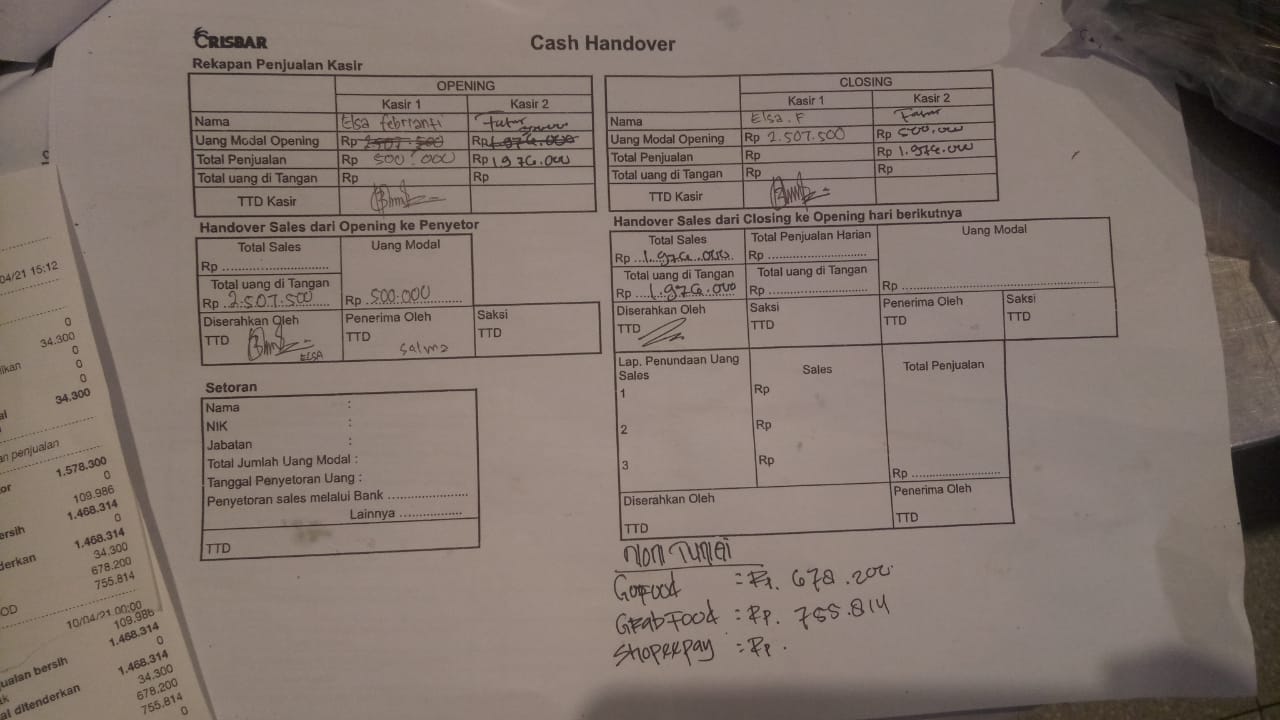 CRISBAR
Cash Handover
Rekapan Penjualan Kasir
OPENING
Kasir 1 Kasir 2
Nama Elsa febrianti
Uang Modal Opening Rp 2.507.500 Rp 1.976.000
Total Penjualan Rp 500.000 Rp 1.976.000
Total uang di Tangan Rp Rp
TTD Kasir
CLOSING
Kasir 1 Kasir 2
Nama Elsa. F
Uang Modal Opening Rp 2.507.500 Rp 500.000
Total Penjualan Rp Rp 1.976.000
Total uang di Tangan Rp Rp
TTD Kasir
Handover Sales dari Opening ke Penyetor
Total Sales Uang Modal
Rp ............................
Total uang di Tangan
Rp 2.507.500 Rp 500.000
Diserahkan Oleh Penerima Oleh Saksi
TTD TTD TTD
ELSA Salma
Handover Sales dari Closing ke Opening hari berikutnya
Total Sales Total Penjualan Harian Uang Modal
Rp 1.976.000 Rp ............................
Total uang di Tangan Total uang di Tangan
Rp 1.976.000 Rp ............................ Rp ............................
Diserahkan Oleh Saksi Penerima Oleh Saksi
TTD TTD TTD TTD
Lap. Penundaan Uang Sales Sales Total Penjualan
1 Rp
2 Rp
3 Rp Rp ............................
Diserahkan Oleh Penerima Oleh
TTD TTD
Setoran
Nama :
NIK :
Jabatan :
Total Jumlah Uang Modal :
Tanggal Penyetoran Uang :
Penyetoran sales melalui Bank ....................
Lainnya ................
TTD
NON TUNAI
GoFood = Rp. 678.200
GrabFood = Rp. 755.814
Shopeepay = Rp.
04/21 15:12
0
34.300
0
0
0
34.300
penjualan
1.578.300
0
109.986
1.468.314
0
1.468.314
34.300
678.200
755.814
10/04/21 00:00
109.986
1.468.314
0
1.468.314
34.300
678.200
755.814
0